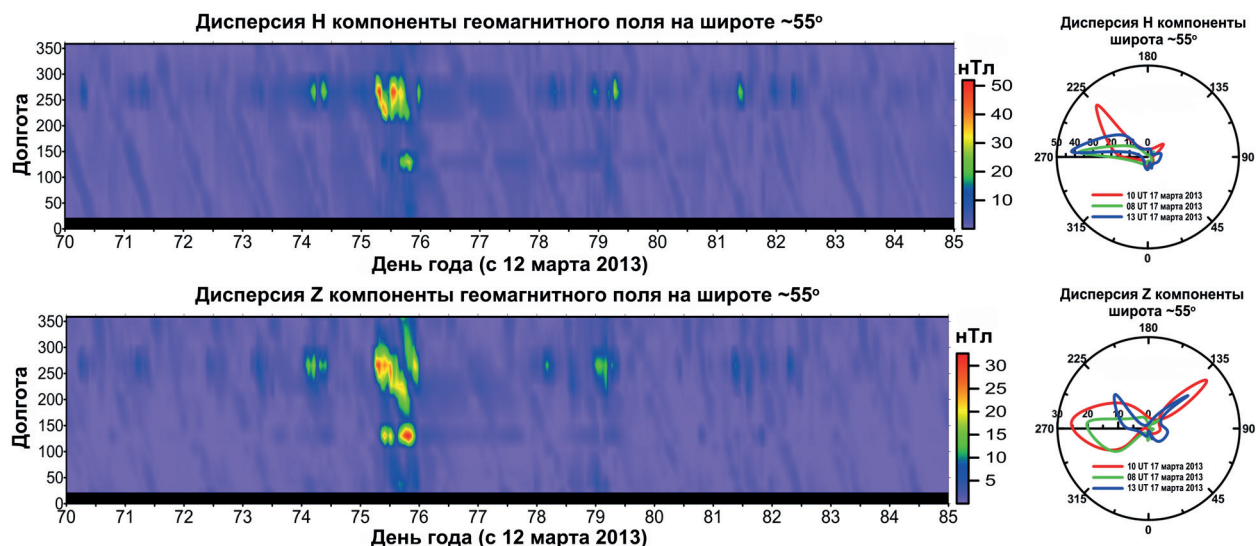 Дисперсия H компоненты геомагнитного поля на широте ~55º
Долгота
350
300
250
200
150
100
50
0
70 71 72 73 74 75 76 77 78 79 80 81 82 83 84 85
День года (с 12 марта 2013)
нТл
50
40
30
20
10
Дисперсия H компоненты
широта ~55º
180
225 135
50 40 30 20 10 0
270 90
10 UT 17 марта 2013
08 UT 17 марта 2013
13 UT 17 марта 2013
315 45
0
Дисперсия Z компоненты геомагнитного поля на широте ~55º
Долгота
350
300
250
200
150
100
50
0
70 71 72 73 74 75 76 77 78 79 80 81 82 83 84 85
День года (с 12 марта 2013)
нТл
30
25
20
15
10
5
Дисперсия Z компоненты
широта ~55º
180
225 135
30 20 10 0
270 90
10 UT 17 марта 2013
08 UT 17 марта 2013
13 UT 17 марта 2013
315 45
0